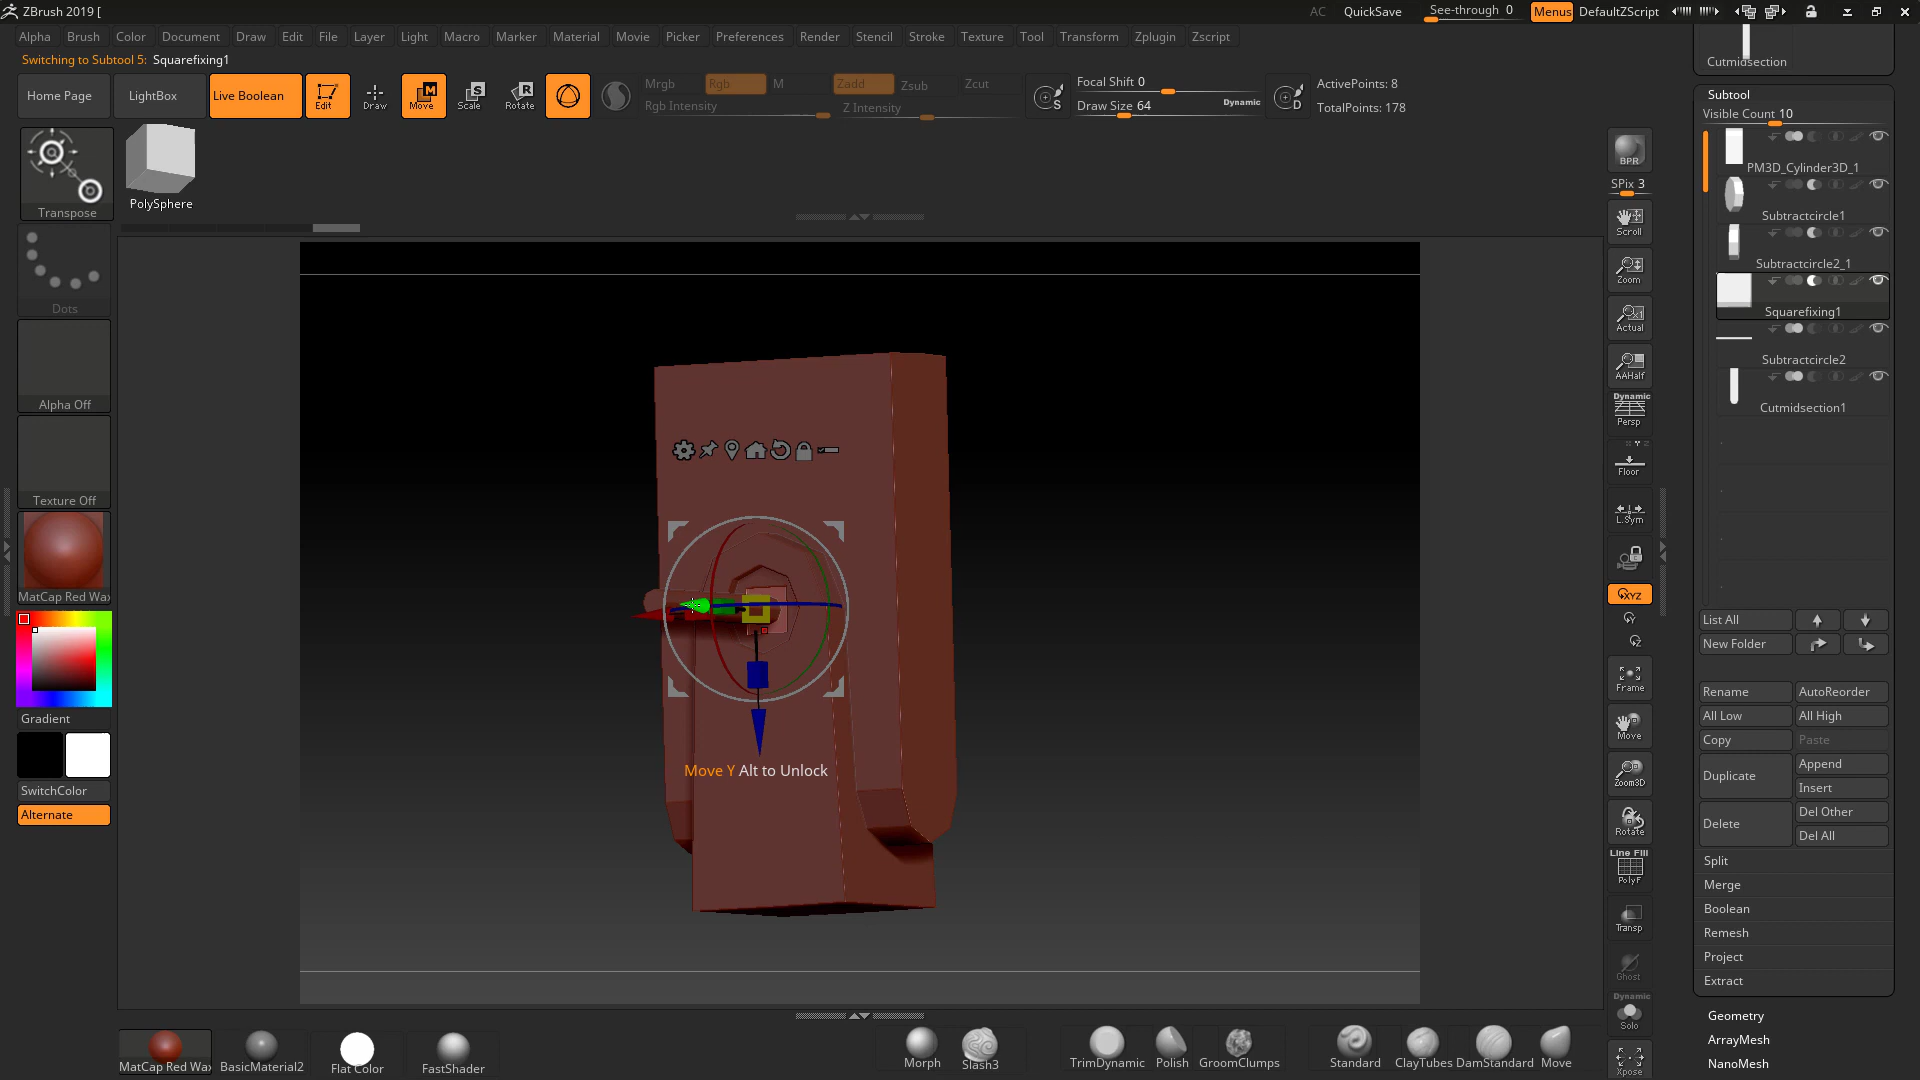 ZBrush 2019 [
AC QuickSave See-through 0 Menus DefaultZScript
Alpha Brush Color Document Draw Edit File Layer Light Macro Marker Material Movie Picker Preferences Render Stencil Stroke Texture Tool Transform Zplugin Zscript
Switching to Subtool 5: Squarefixing1
Home Page LightBox Live Boolean Edit Draw Move Scale Rotate
Mrgb Rgb M Zadd Zsub Zcut
Rgb Intensity Z Intensity
Focal Shift 0
Draw Size 64 Dynamic
ActivePoints: 8
TotalPoints: 178
Transpose
PolySphere
Dots
Alpha Off
Texture Off
MatCap Red Wax
Gradient
SwitchColor
Alternate
Move Y Alt to Unlock
BPR
SPix 3
Scroll
Zoom
Actual
AAHalf
Dynamic
Persp
Floor
L.Sym
XYZ
Frame
Move
Zoom3D
Rotate
Line Fill
PolyF
Transp
Ghost
Dynamic
Solo
Xpose
Cutmidsection
Subtool
Visible Count 10
PM3D_Cylinder3D_1
Subtractcircle1
Subtractcircle2_1
Squarefixing1
Subtractcircle2
Cutmidsection1
List All
New Folder
Rename AutoReorder
All Low All High
Copy Paste
Duplicate Append
Insert
Delete Del Other
Del All
Split
Merge
Boolean
Remesh
Project
Extract
Geometry
ArrayMesh
NanoMesh
MatCap Red Wax BasicMaterial2 Flat Color FastShader Morph Slash3 TrimDynamic Polish GroomClumps Standard ClayTubes DamStandard Move